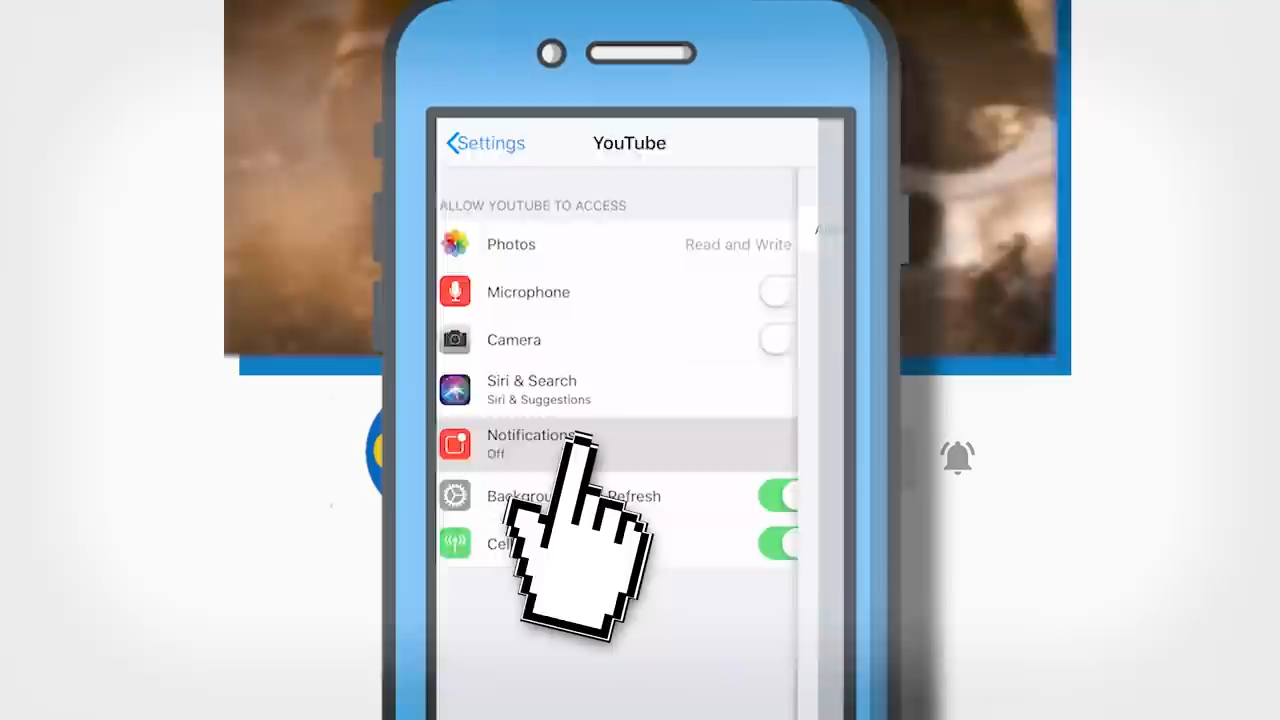 Settings
YouTube
ALLOW YOUTUBE TO ACCESS
Photos
Read and Write
Microphone
Camera
Siri & Search
Siri & Suggestions
Notifications
Off
Refresh